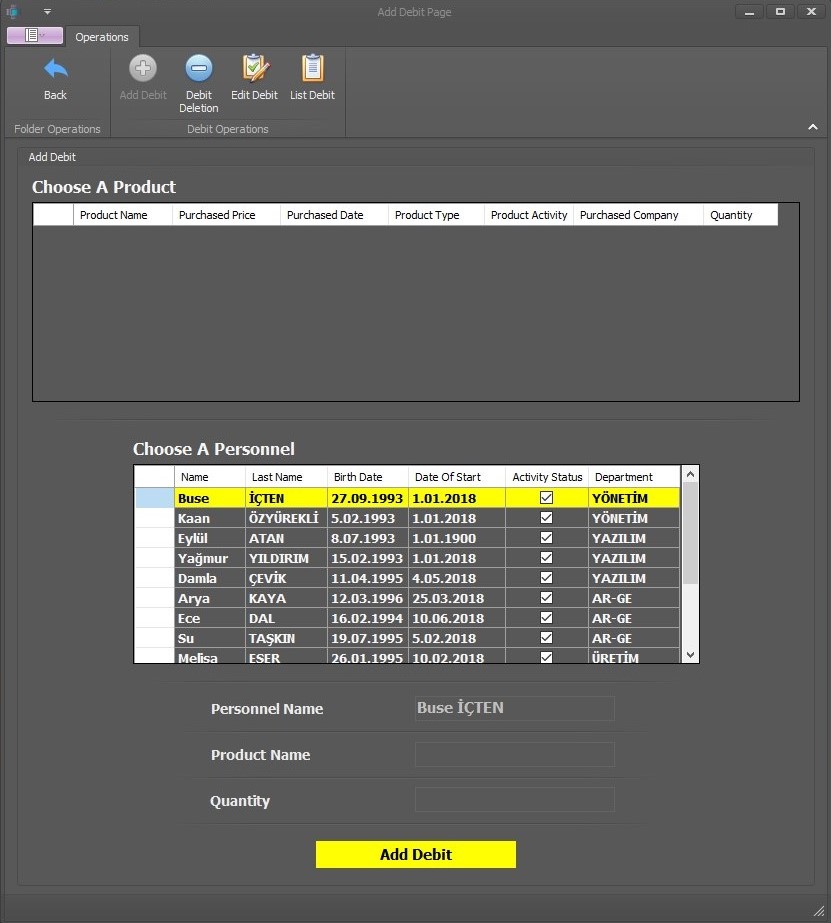 Add Debit Page
Operations
Back
Add Debit
Debit Deletion
Edit Debit
List Debit
Folder Operations
Debit Operations
Add Debit
Choose A Product
Product Name Purchased Price Purchased Date Product Type Product Activity Purchased Company Quantity
Choose A Personnel
Name Last Name Birth Date Date Of Start Activity Status Department
Buse İÇTEN 27.09.1993 1.01.2018 YÖNETİM
Kaan ÖZYÜREKLİ 5.02.1993 1.01.2018 YÖNETİM
Eylül ATAN 8.07.1993 1.01.1900 YAZILIM
Yağmur YILDIRIM 15.02.1993 1.01.2018 YAZILIM
Damla ÇEVİK 11.04.1995 4.05.2018 YAZILIM
Arya KAYA 12.03.1996 25.03.2018 AR-GE
Ece DAL 16.02.1994 10.06.2018 AR-GE
Su TAŞKIN 19.07.1995 5.02.2018 AR-GE
Melisa ESER 26.01.1995 10.02.2018 ÜRETİM
Personnel Name Buse İÇTEN
Product Name
Quantity
Add Debit